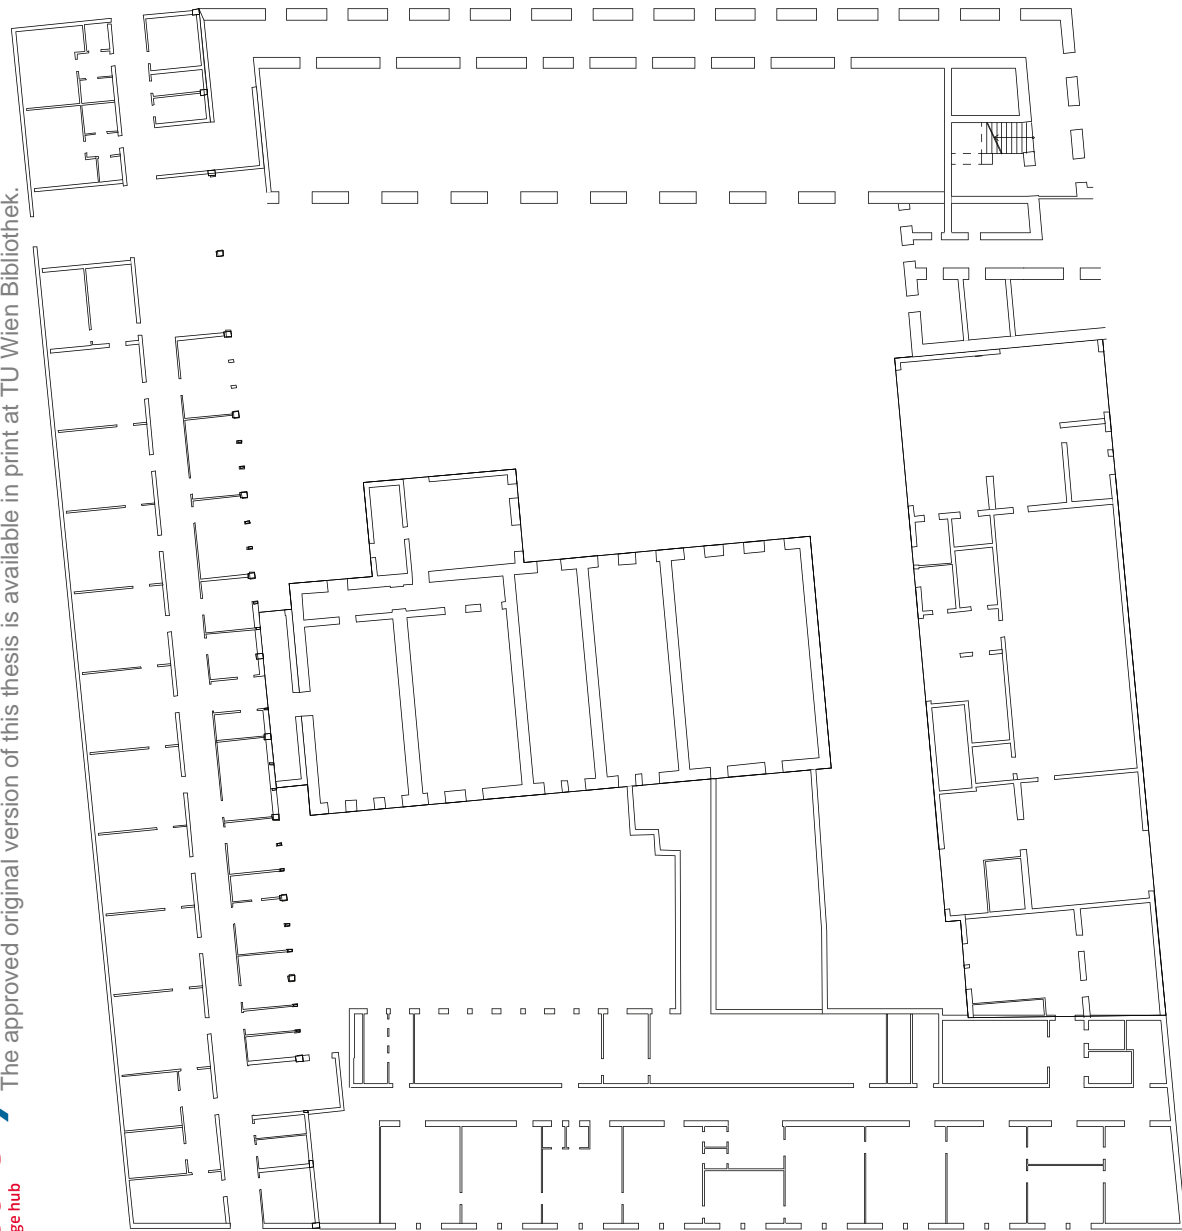 The approved original version of this thesis is available in print at TU Wien Bibliothek.
ge hub